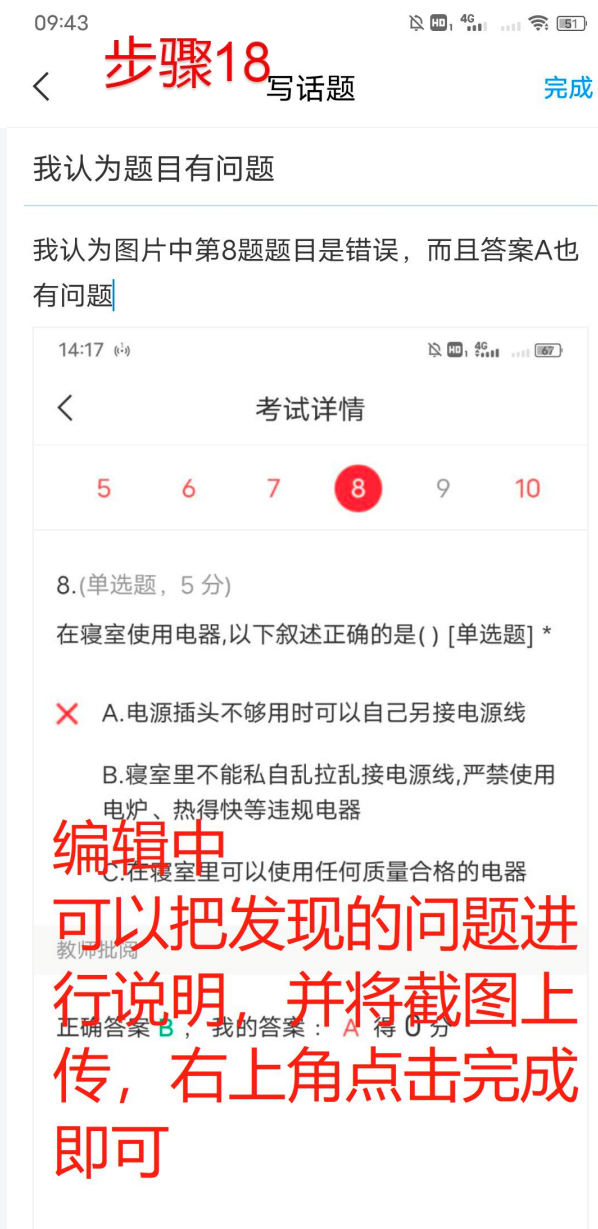 09:43 HD 1 4G 51
步骤18
写话题 完成
我认为题目有问题
我认为图片中第8题题目是错误，而且答案A也
有问题
14:17 HD 1 4G 67
考试详情
5 6 7 8 9 10
8.(单选题，5 分)
在寝室使用电器,以下叙述正确的是( ) [单选题] *
A.电源插头不够用时可以自己另接电源线
B.寝室里不能私自乱拉乱接电源线,严禁使用
电炉、热得快等违规电器
编辑中
C.在寝室里可以使用任何质量合格的电器
可以把发现的问题进
教师批阅
行说明，并将截图上
正确答案 B ， 我的答案： A 得 0 分
传，右上角点击完成
即可